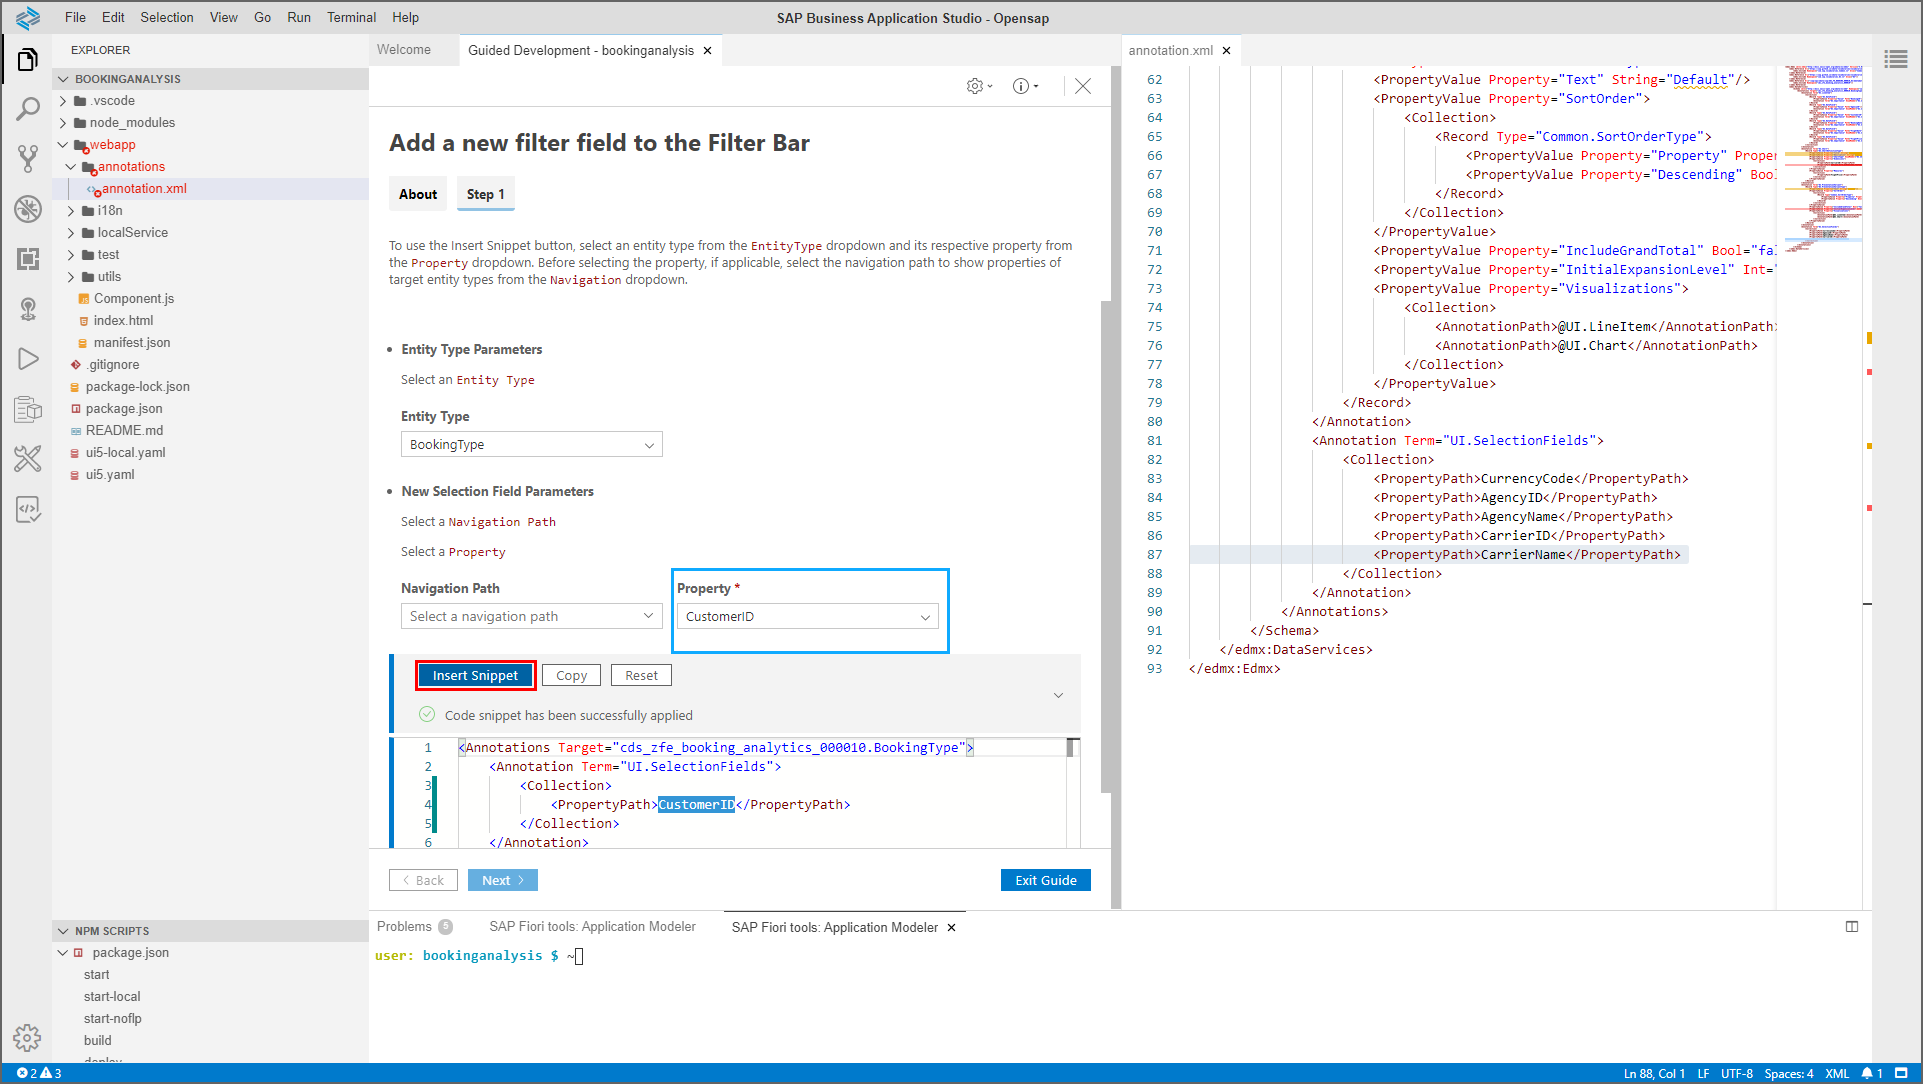 File Edit Selection View Go Run Terminal Help
SAP Business Application Studio - Opensap
EXPLORER
BOOKINGANALYSIS
.vscode
node_modules
webapp
annotations
annotation.xml
i18n
localService
test
utils
Component.js
index.html
manifest.json
.gitignore
package-lock.json
package.json
README.md
ui5-local.yaml
ui5.yaml
NPM SCRIPTS
package.json
start
start-local
start-noflp
build
deploy
Welcome
Guided Development - bookinganalysis
Add a new filter field to the Filter Bar
About
Step 1
To use the Insert Snippet button, select an entity type from the EntityType dropdown and its respective property from
the Property dropdown. Before selecting the property, if applicable, select the navigation path to show properties of
target entity types from the Navigation dropdown.
Entity Type Parameters
Select an Entity Type
Entity Type
BookingType
New Selection Field Parameters
Select a Navigation Path
Select a Property
Navigation Path
Property *
Select a navigation path
CustomerID
Insert Snippet
Copy
Reset
Code snippet has been successfully applied
1 <Annotations Target="cds_zfe_booking_analytics_000010.BookingType">
2 <Annotation Term="UI.SelectionFields">
3 <Collection>
4 <PropertyPath>CustomerID</PropertyPath>
5 </Collection>
6 </Annotation>
< Back
Next >
Exit Guide
annotation.xml
62 <PropertyValue Property="Text" String="Default"/>
63 <PropertyValue Property="SortOrder">
64 <Collection>
65 <Record Type="Common.SortOrderType">
66 <PropertyValue Property="Property" Proper
67 <PropertyValue Property="Descending" Bool
68 </Record>
69 </Collection>
70 </PropertyValue>
71 <PropertyValue Property="IncludeGrandTotal" Bool="fal
72 <PropertyValue Property="InitialExpansionLevel" Int="
73 <PropertyValue Property="Visualizations">
74 <Collection>
75 <AnnotationPath>@UI.LineItem</AnnotationPath>
76 <AnnotationPath>@UI.Chart</AnnotationPath>
77 </Collection>
78 </PropertyValue>
79 </Record>
80 </Annotation>
81 <Annotation Term="UI.SelectionFields">
82 <Collection>
83 <PropertyPath>CurrencyCode</PropertyPath>
84 <PropertyPath>AgencyID</PropertyPath>
85 <PropertyPath>AgencyName</PropertyPath>
86 <PropertyPath>CarrierID</PropertyPath>
87 <PropertyPath>CarrierName</PropertyPath>
88 </Collection>
89 </Annotation>
90 </Annotations>
91 </Schema>
92 </edmx:DataServices>
93 </edmx:Edmx>
Problems 5
SAP Fiori tools: Application Modeler
SAP Fiori tools: Application Modeler
user: bookinganalysis $ ~
2 3
Ln 88, Col 1 LF UTF-8 Spaces: 4 XML 1